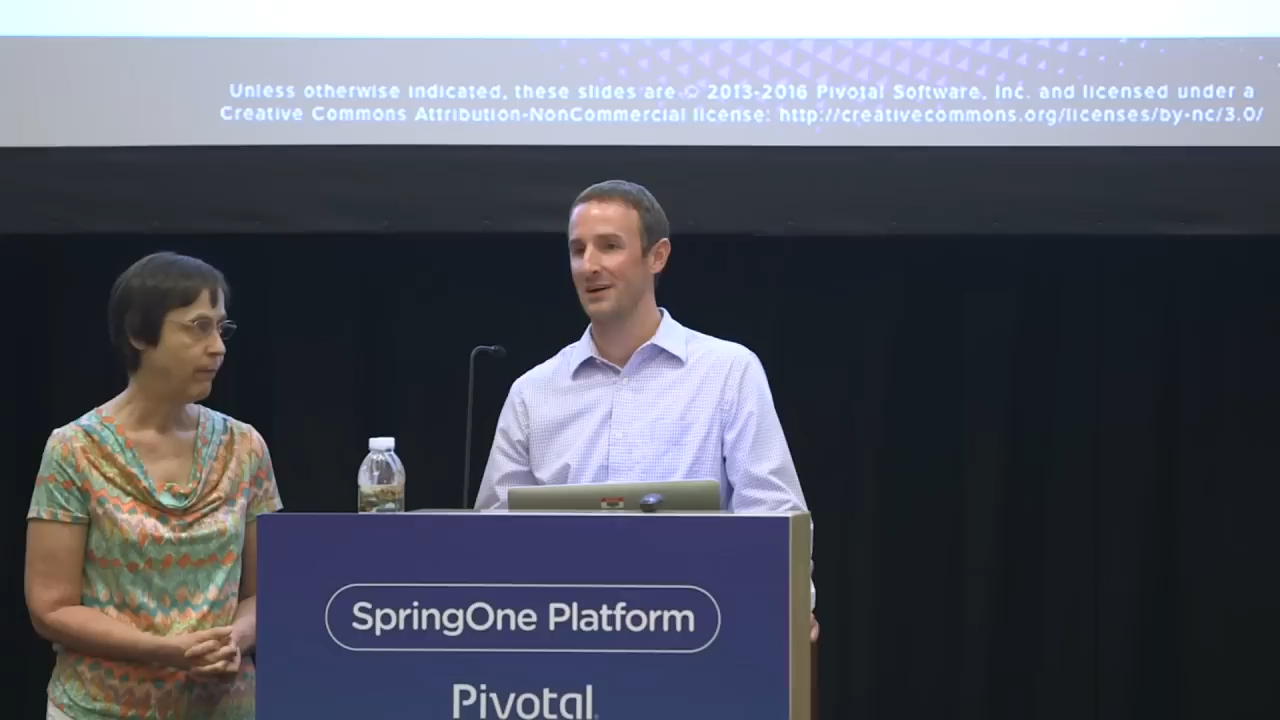 Unless otherwise indicated, these slides are © 2013-2016 Pivotal Software, Inc. and licensed under a
Creative Commons Attribution-NonCommercial license: http://creativecommons.org/licenses/by-nc/3.0/
SpringOne Platform
Pivotal